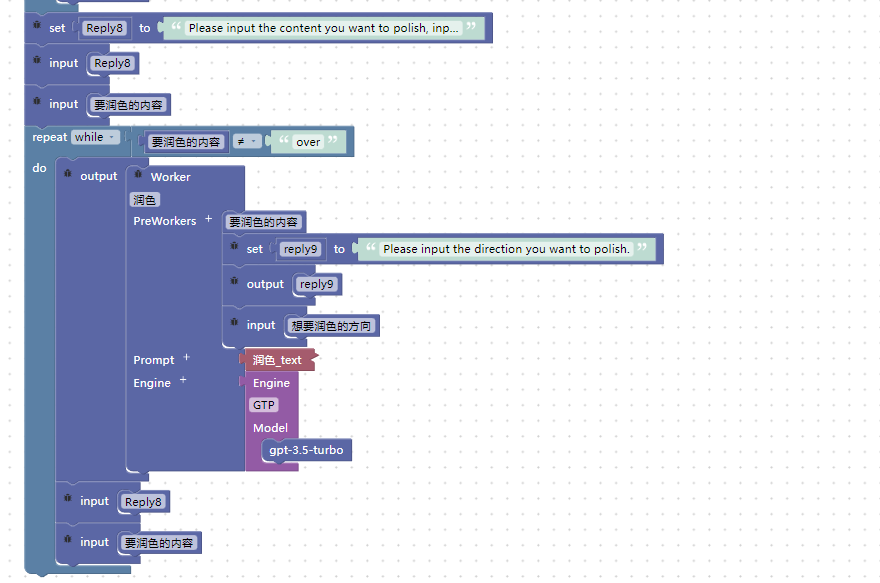 set Reply8 to “ Please input the content you want to polish, inp... ”
input Reply8
input 要润色的内容
repeat while 要润色的内容 ≠ “ over ”
do output Worker
润色
PreWorkers + 要润色的内容
set reply9 to “ Please input the direction you want to polish. ”
output reply9
input 想要润色的方向
Prompt + 润色_text
Engine + Engine
GTP
Model
gpt-3.5-turbo
input Reply8
input 要润色的内容